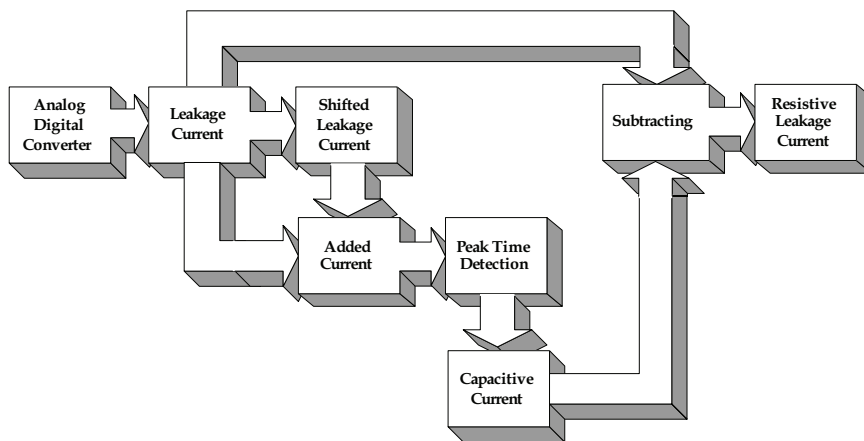 Analog
Digital
Converter
Leakage
Current
Shifted
Leakage
Current
Subtracting
Resistive
Leakage
Current
Added
Current
Peak Time
Detection
Capacitive
Current